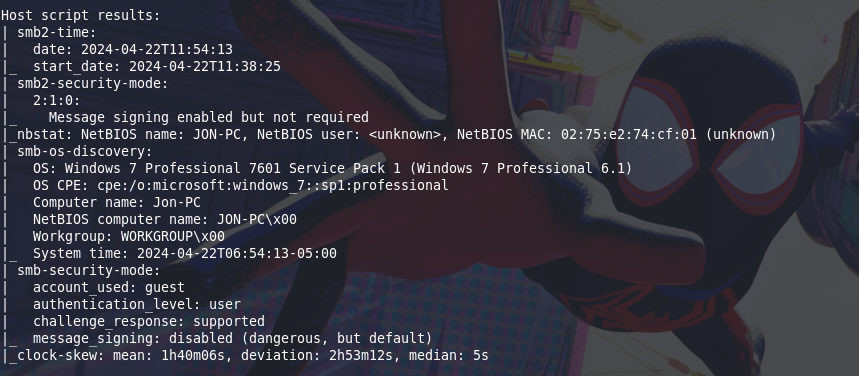 Host script results:
| smb2-time:
|   date: 2024-04-22T11:54:13
|_  start_date: 2024-04-22T11:38:25
| smb2-security-mode:
|   2:1:0:
|_    Message signing enabled but not required
|_nbstat: NetBIOS name: JON-PC, NetBIOS user: <unknown>, NetBIOS MAC: 02:75:e2:74:cf:01 (unknown)
| smb-os-discovery:
|   OS: Windows 7 Professional 7601 Service Pack 1 (Windows 7 Professional 6.1)
|   OS CPE: cpe:/o:microsoft:windows_7::sp1:professional
|   Computer name: Jon-PC
|   NetBIOS computer name: JON-PC\x00
|   Workgroup: WORKGROUP\x00
|_  System time: 2024-04-22T06:54:13-05:00
| smb-security-mode:
|   account_used: guest
|   authentication_level: user
|   challenge_response: supported
|_  message_signing: disabled (dangerous, but default)
|_clock-skew: mean: 1h40m06s, deviation: 2h53m12s, median: 5s